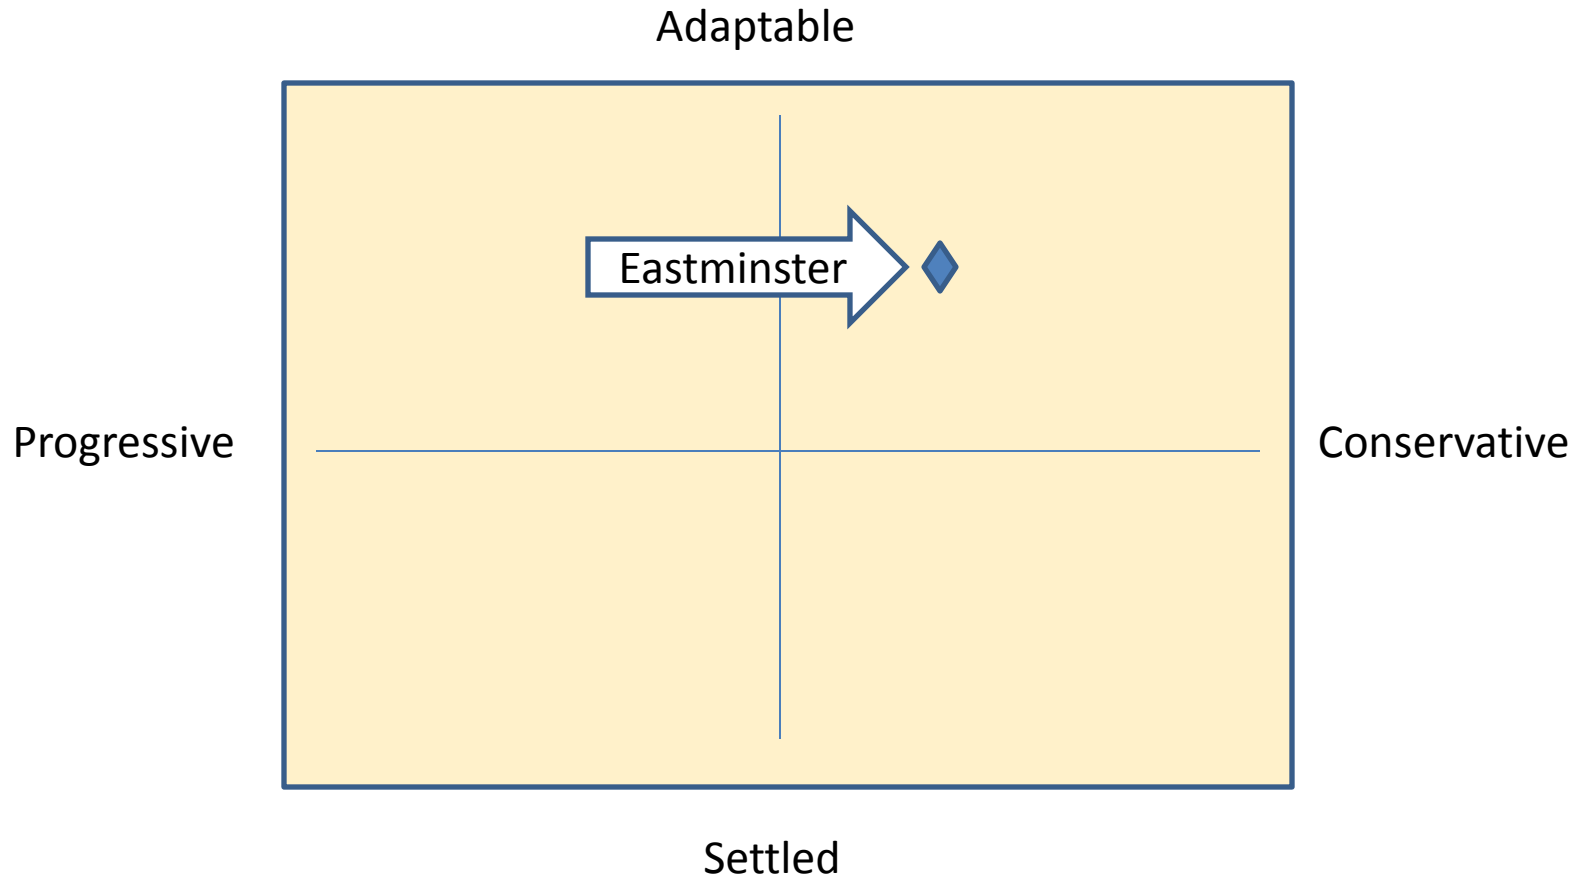 Adaptable
Eastminster
Progressive
Conservative
Settled